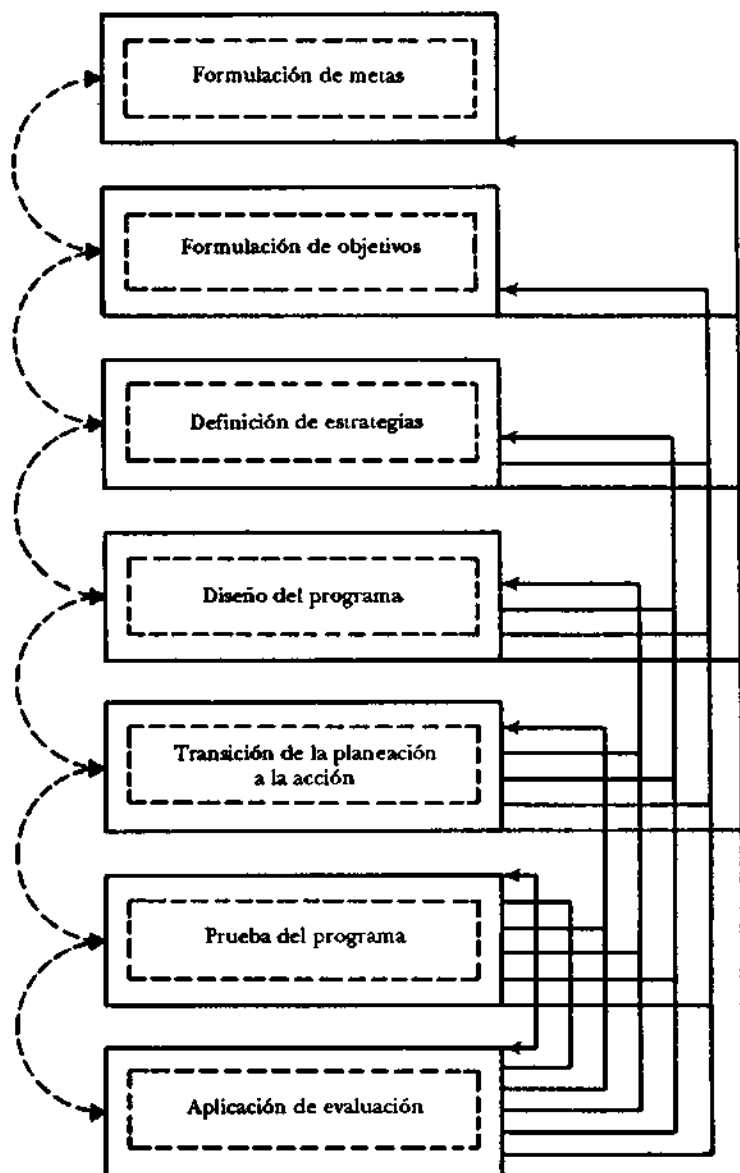 Formulación de metas
Formulación de objetivos
Definición de estrategias
Diseño del programa
Transición de la planeación
a la acción
Prueba del programa
Aplicación de evaluación